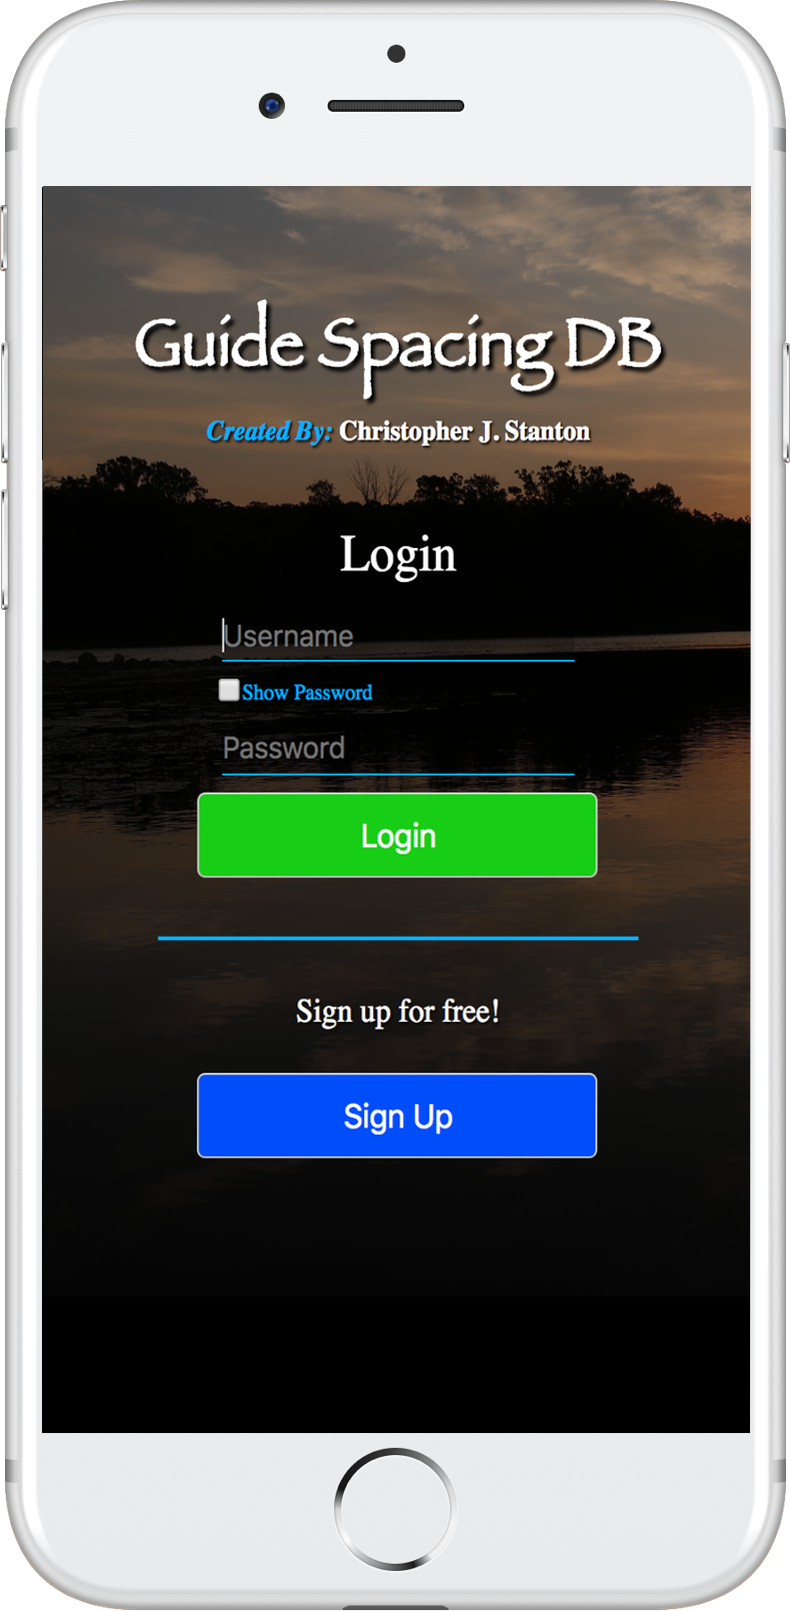 Guide Spacing DB
Created By: Christopher J. Stanton
Login
Username
Show Password
Password
Login
Sign up for free!
Sign Up